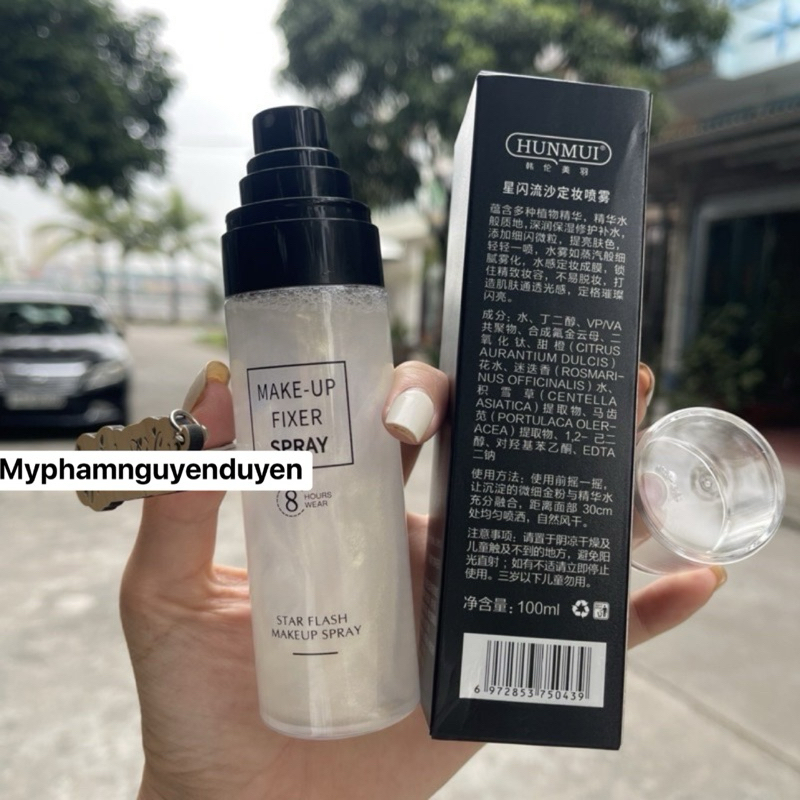 MAKE-UP
FIXER
SPRAY
8 HOURS
WEAR
STAR FLASH
MAKEUP SPRAY
Myphamnguyenduyen
HUNMUI
韩伦美羽
星闪流沙定妆喷雾
蕴含多种植物精华，精华水
般质地，深润保湿修护补水，
添加细闪微粒，提亮肤色，
轻轻一喷，水雾如蒸汽般细
腻雾化，水感定妆成膜，锁
住精致妆容，不易脱妆，打
造肌肤通透光感，定格璀璨
闪亮。
成分：水、丁二醇、VP/VA
共聚物、合成氟金云母、二
氧化钛、甜橙（CITRUS
AURANTIUM DULCIS）
花水、迷迭香（ROSMARI-
NUS OFFICINALIS）水、
积雪草（CENTELLA
ASIATICA）提取物、马齿
苋（PORTULACA OLER-
ACEA）提取物、1,2- 己二
醇、对羟基苯乙酮、EDTA
二钠
使用方法：使用前摇一摇，
让沉淀的微细金粉与精华水
充分融合，距离面部 30cm
处均匀喷洒，自然风干。
注意事项：请置于阴凉干燥及
儿童触及不到的地方，避免阳
光直射；如有不适请立即停止
使用。三岁以下儿童勿用。
净含量：100ml
6 972853 750439